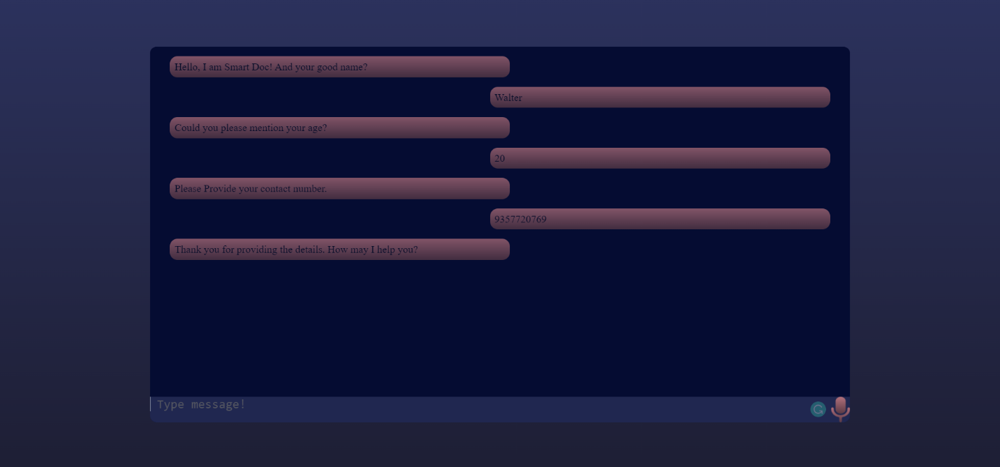 Hello, I am Smart Doc! And your good name?
Walter
Could you please mention your age?
20
Please Provide your contact number.
9357720769
Thank you for providing the details. How may I help you?
Type message!